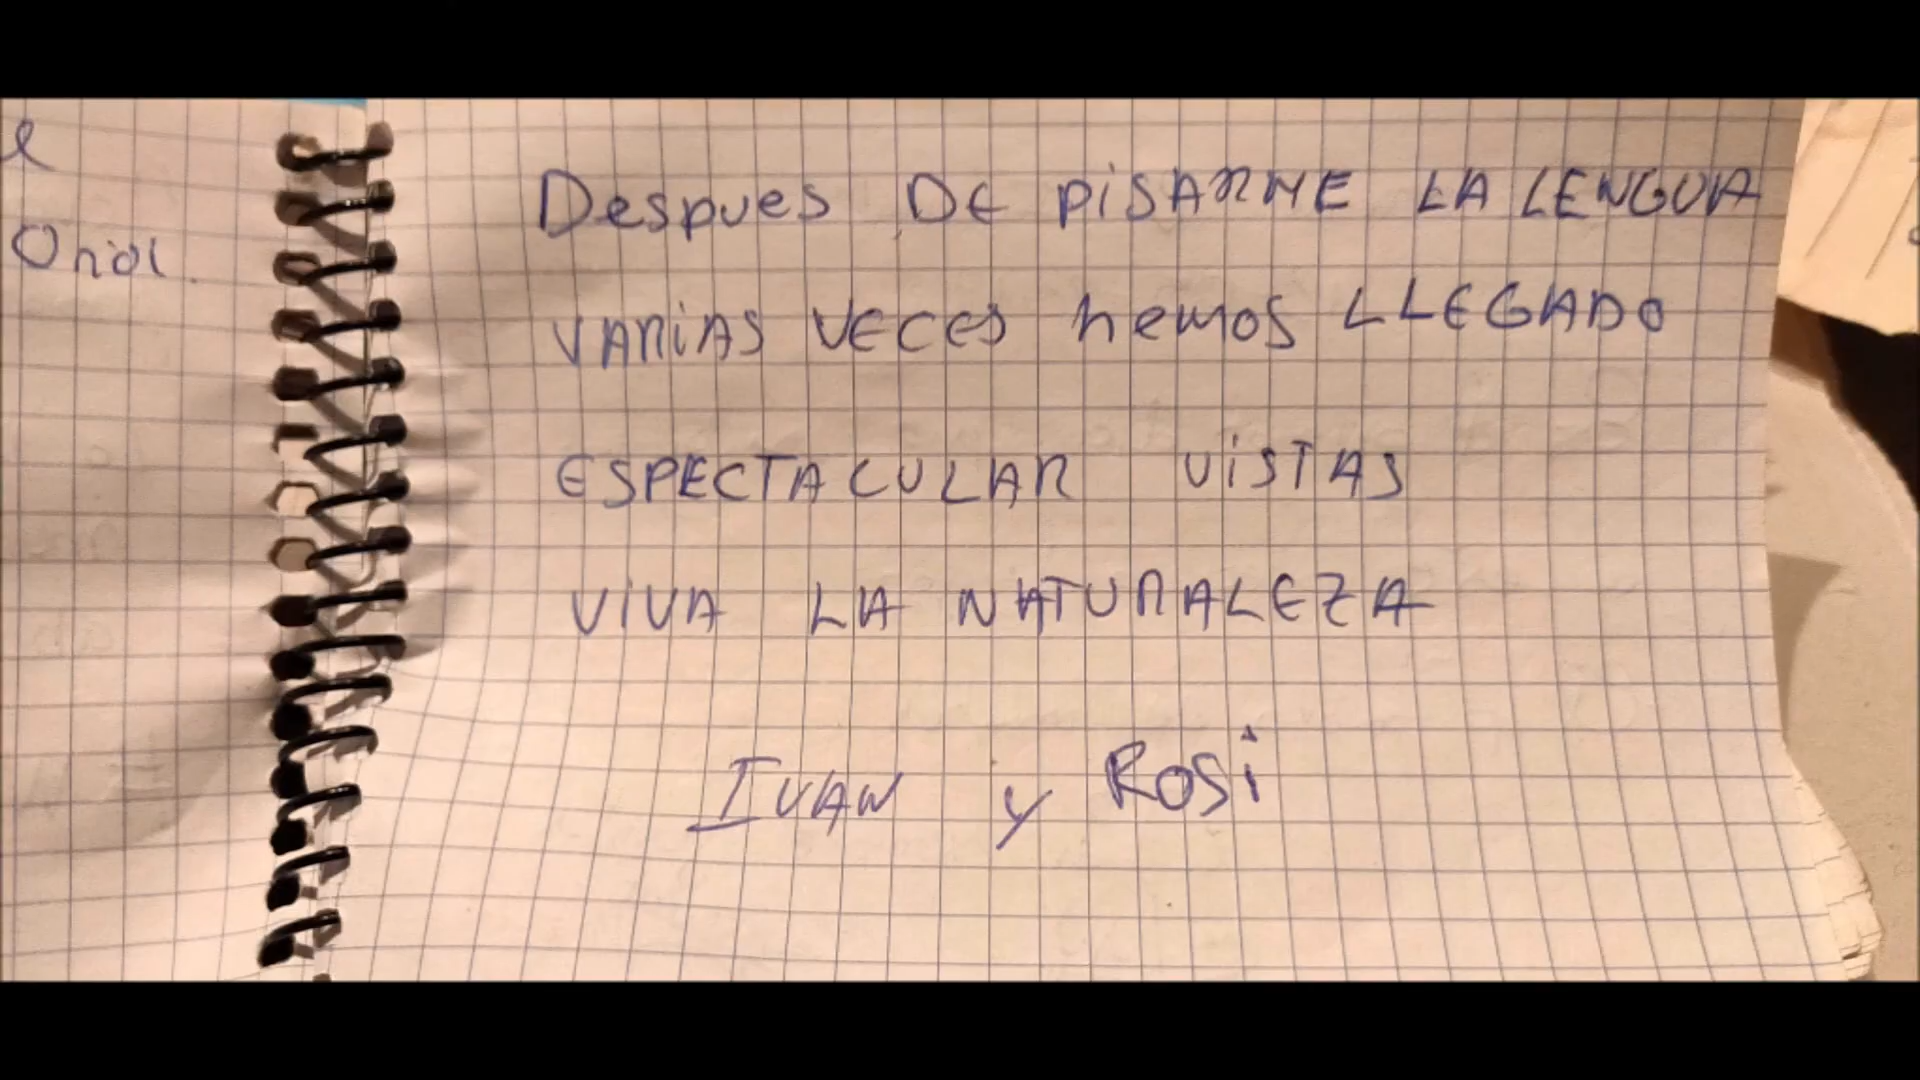 Despues DE PiSARME LA LENGUA
VARiAS VECES hemos LLEGADO
ESPECTACULAR ViSTAS
ViVA LA NATURALEZA
IVAN y Rosi